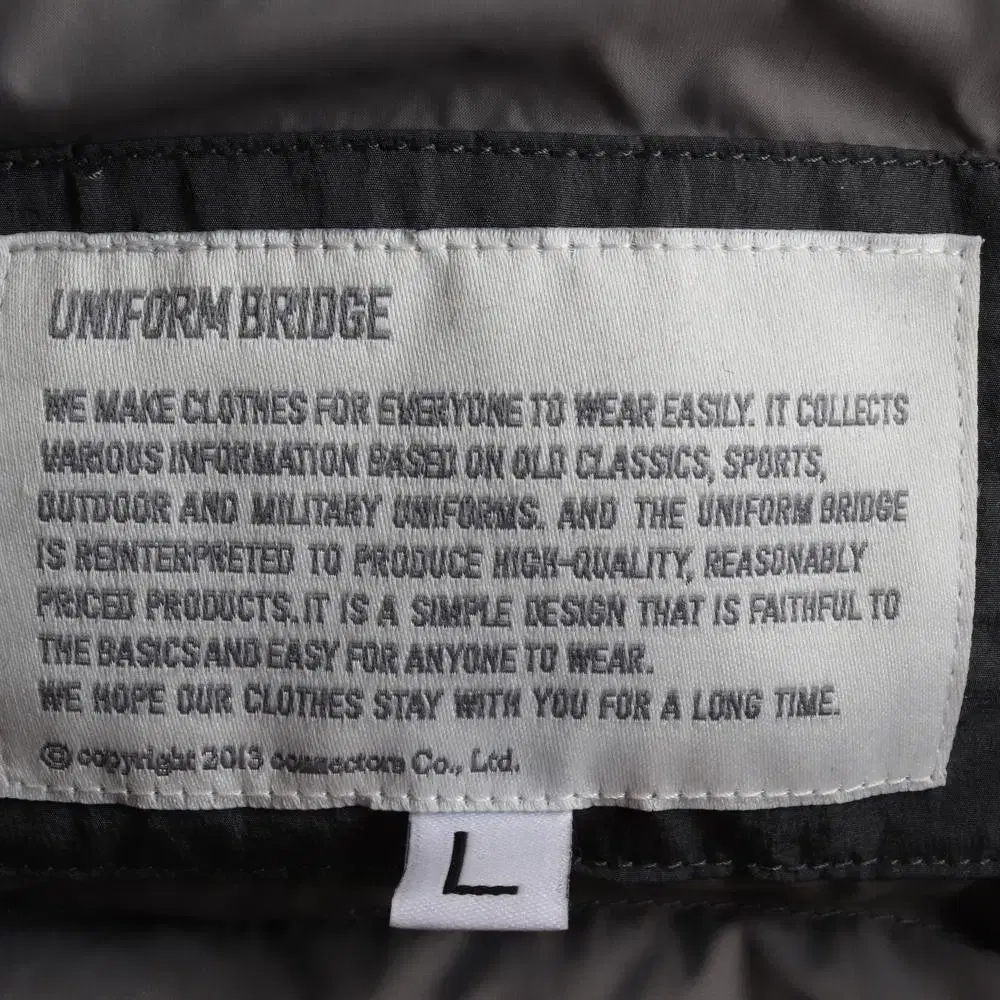 UNIFORM BRIDGE
WE MAKE CLOTHES FOR EVERYONE TO WEAR EASILY. IT COLLECTS
VARIOUS INFORMATION BASED ON OLD CLASSICS, SPORTS,
OUTDOOR AND MILITARY UNIFORMS. AND THE UNIFORM BRIDGE
IS REINTERPRETED TO PRODUCE HIGH-QUALITY, REASONABLY
PRICED PRODUCTS. IT IS A SIMPLE DESIGN THAT IS FAITHFUL TO
THE BASICS AND EASY FOR ANYONE TO WEAR.
WE HOPE OUR CLOTHES STAY WITH YOU FOR A LONG TIME.
© copyright 2013 connectors Co., Ltd.
L